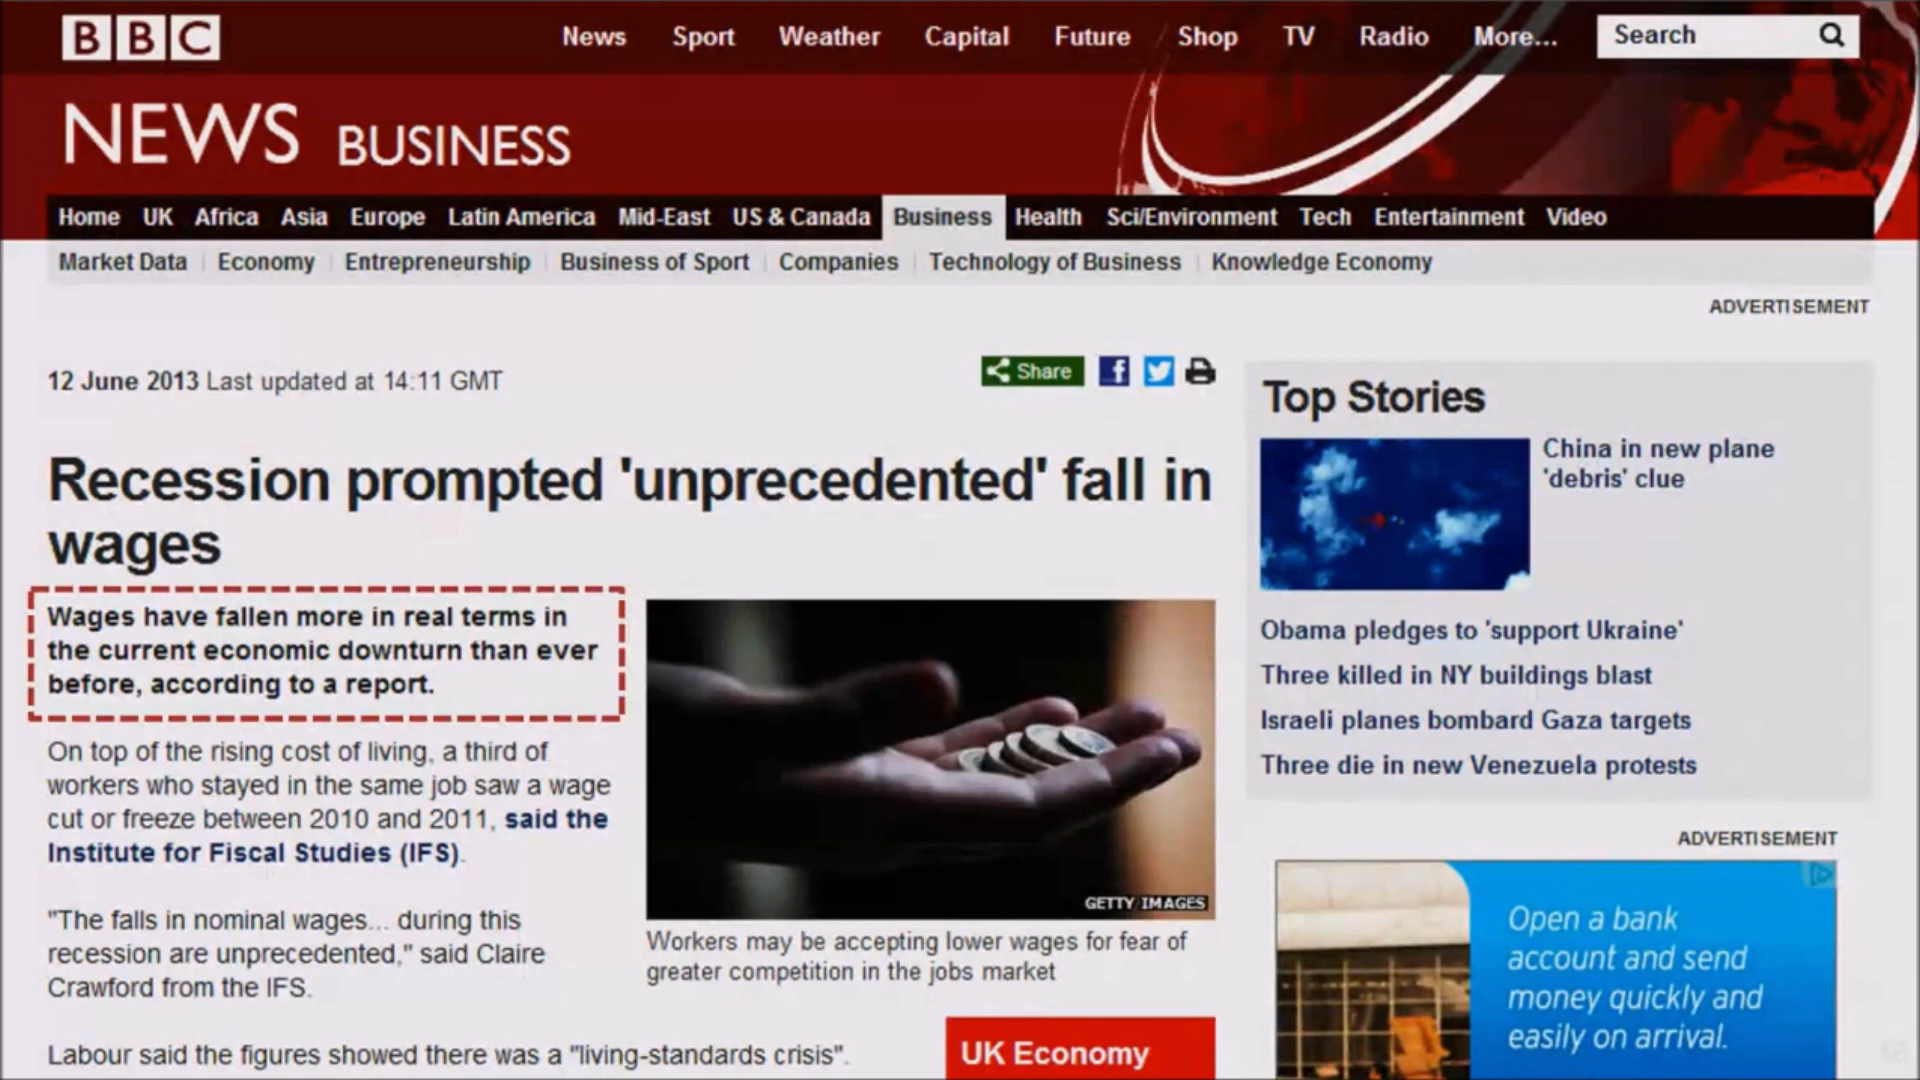 BBC
News Sport Weather Capital Future Shop TV Radio More... Search
NEWS BUSINESS
Home UK Africa Asia Europe Latin America Mid-East US & Canada Business Health Sci/Environment Tech Entertainment Video
Market Data Economy Entrepreneurship Business of Sport Companies Technology of Business Knowledge Economy
ADVERTISEMENT
12 June 2013 Last updated at 14:11 GMT
Share
Recession prompted 'unprecedented' fall in
wages
Wages have fallen more in real terms in
the current economic downturn than ever
before, according to a report.
On top of the rising cost of living, a third of
workers who stayed in the same job saw a wage
cut or freeze between 2010 and 2011, said the
Institute for Fiscal Studies (IFS).
"The falls in nominal wages... during this
recession are unprecedented," said Claire
Crawford from the IFS.
Labour said the figures showed there was a "living-standards crisis".
GETTY IMAGES
Workers may be accepting lower wages for fear of
greater competition in the jobs market
UK Economy
Top Stories
China in new plane
'debris' clue
Obama pledges to 'support Ukraine'
Three killed in NY buildings blast
Israeli planes bombard Gaza targets
Three die in new Venezuela protests
ADVERTISEMENT
Open a bank
account and send
money quickly and
easily on arrival.